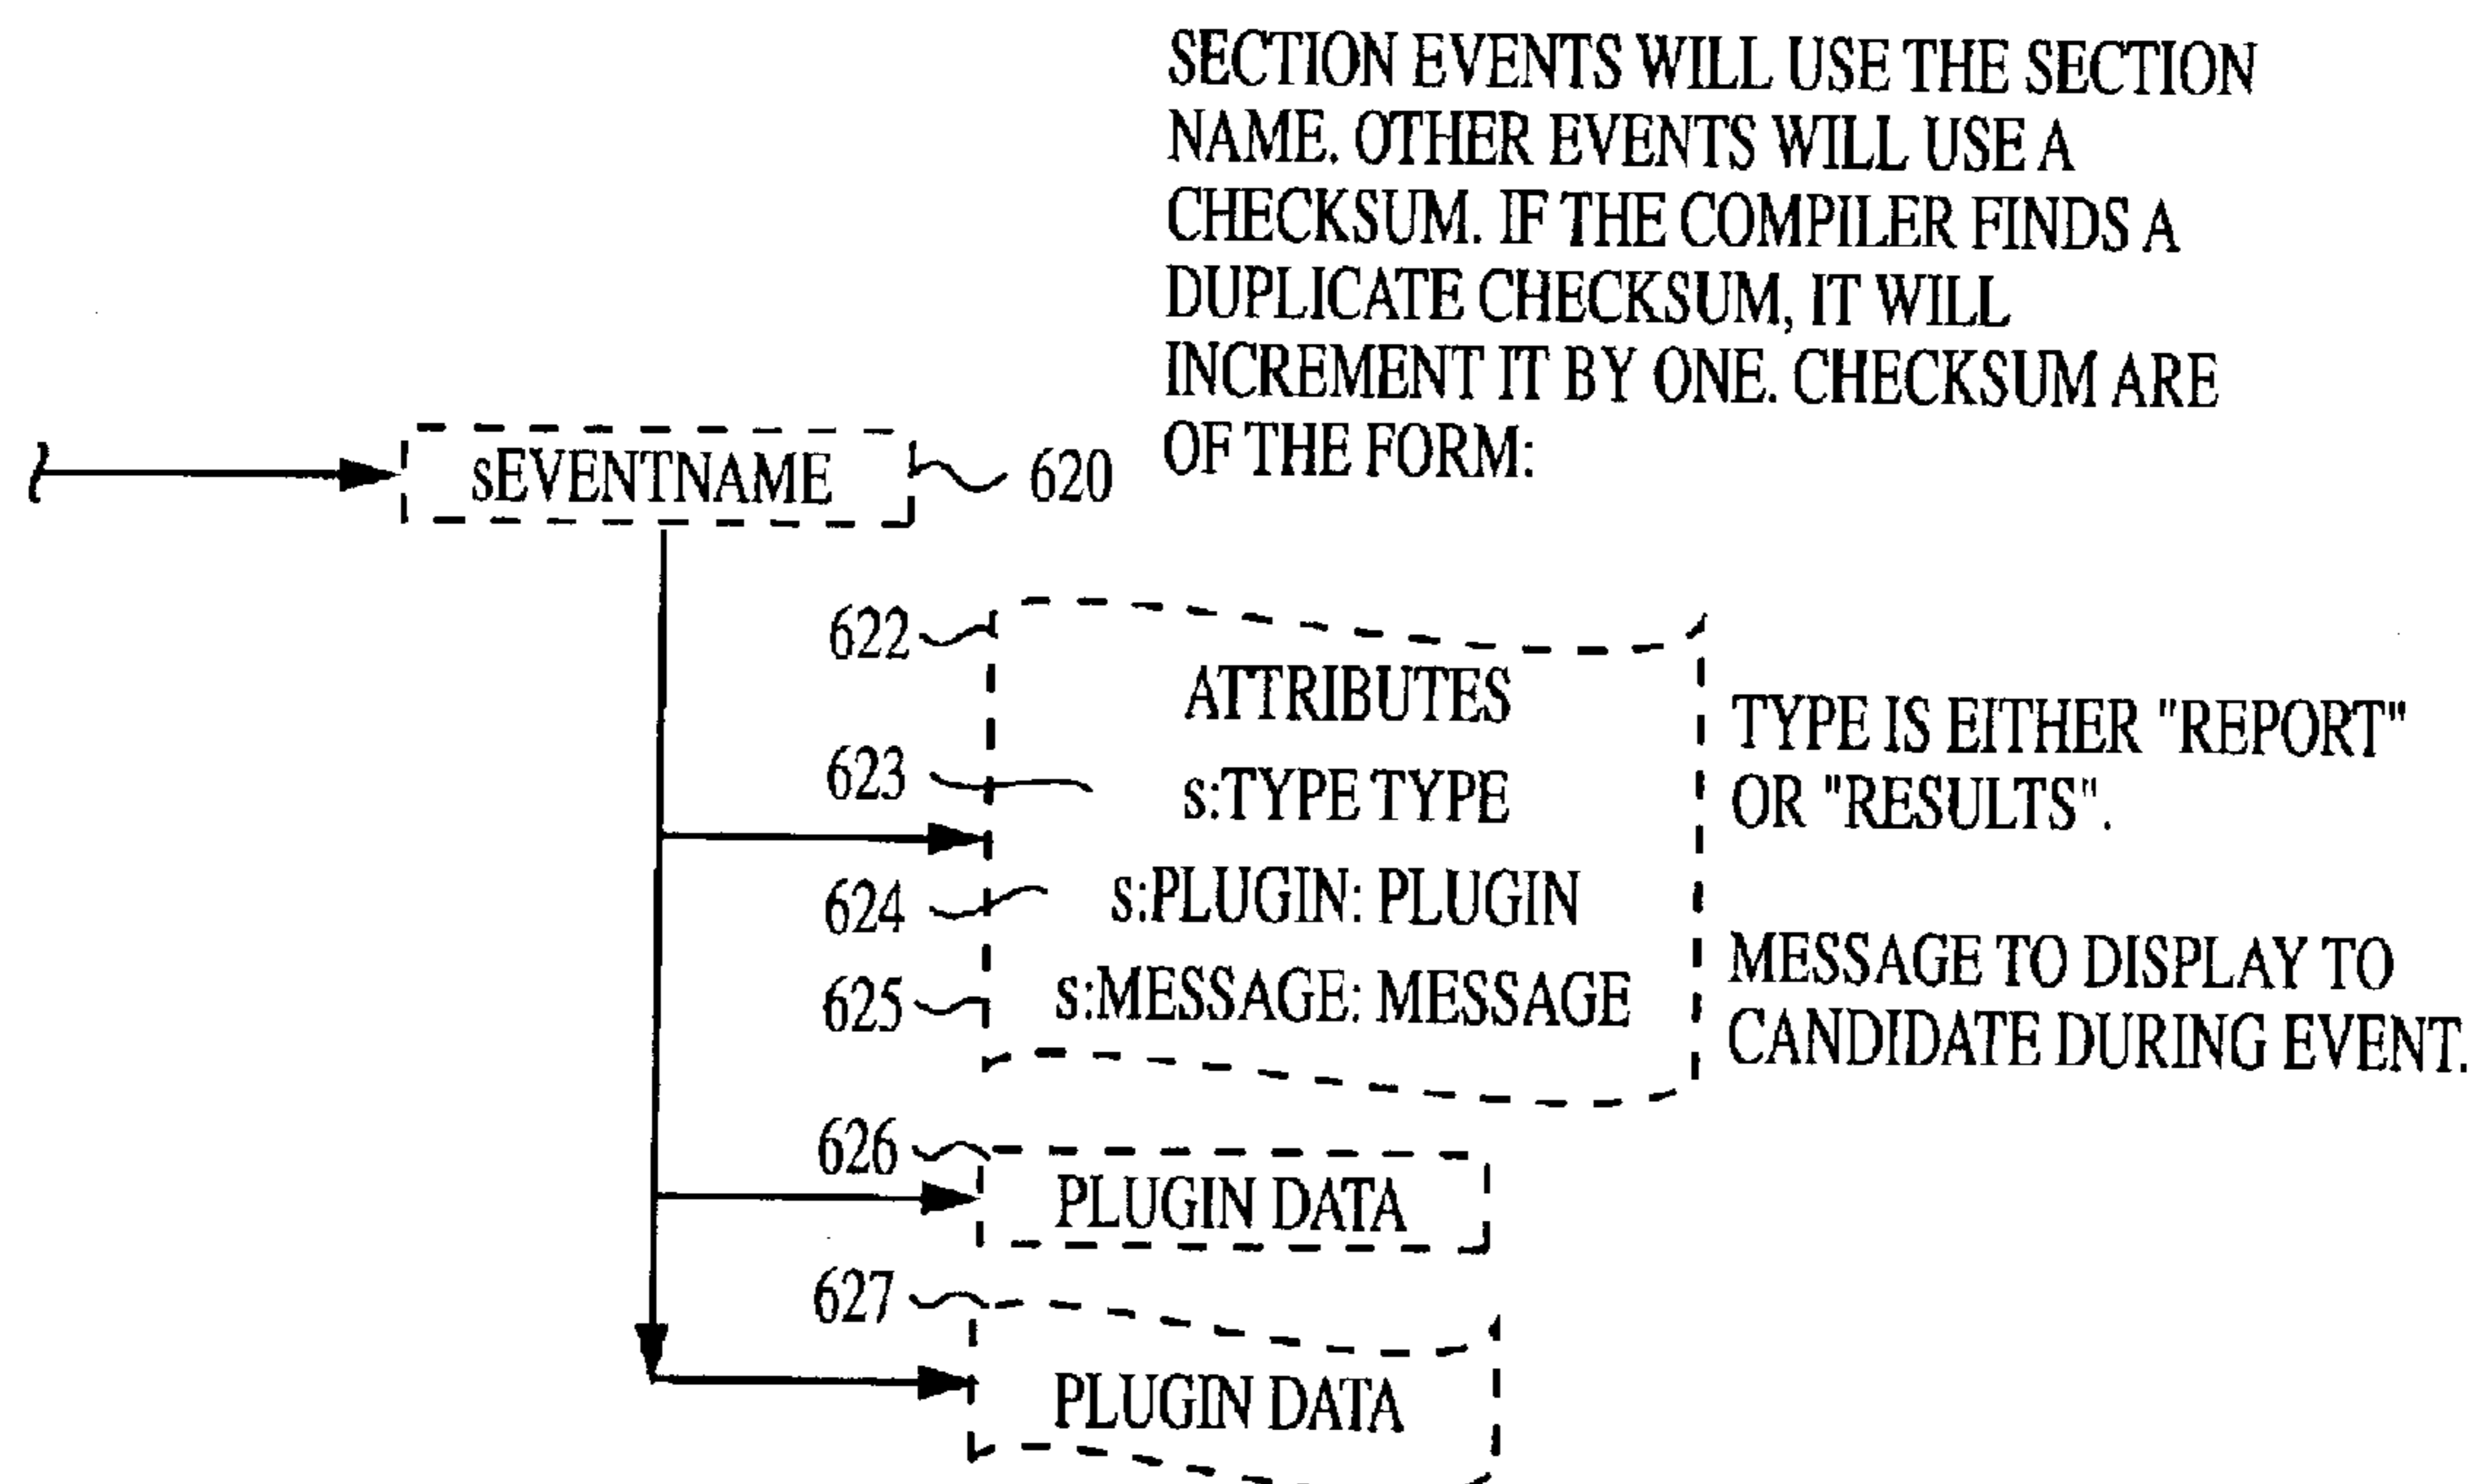 SECTION EVENTS WILL USE THE SECTION
NAME. OTHER EVENTS WILL USE A
CHECKSUM. IF THE COMPILER FINDS A
DUPLICATE CHECKSUM, IT WILL
INCREMENT IT BY ONE. CHECKSUM ARE
OF THE FORM:
sEVENTNAME
620
622
ATTRIBUTES
623
s:TYPE TYPE
TYPE IS EITHER "REPORT"
OR "RESULTS".
624
s:PLUGIN: PLUGIN
625
s:MESSAGE: MESSAGE
MESSAGE TO DISPLAY TO
CANDIDATE DURING EVENT.
626
PLUGIN DATA
627
PLUGIN DATA